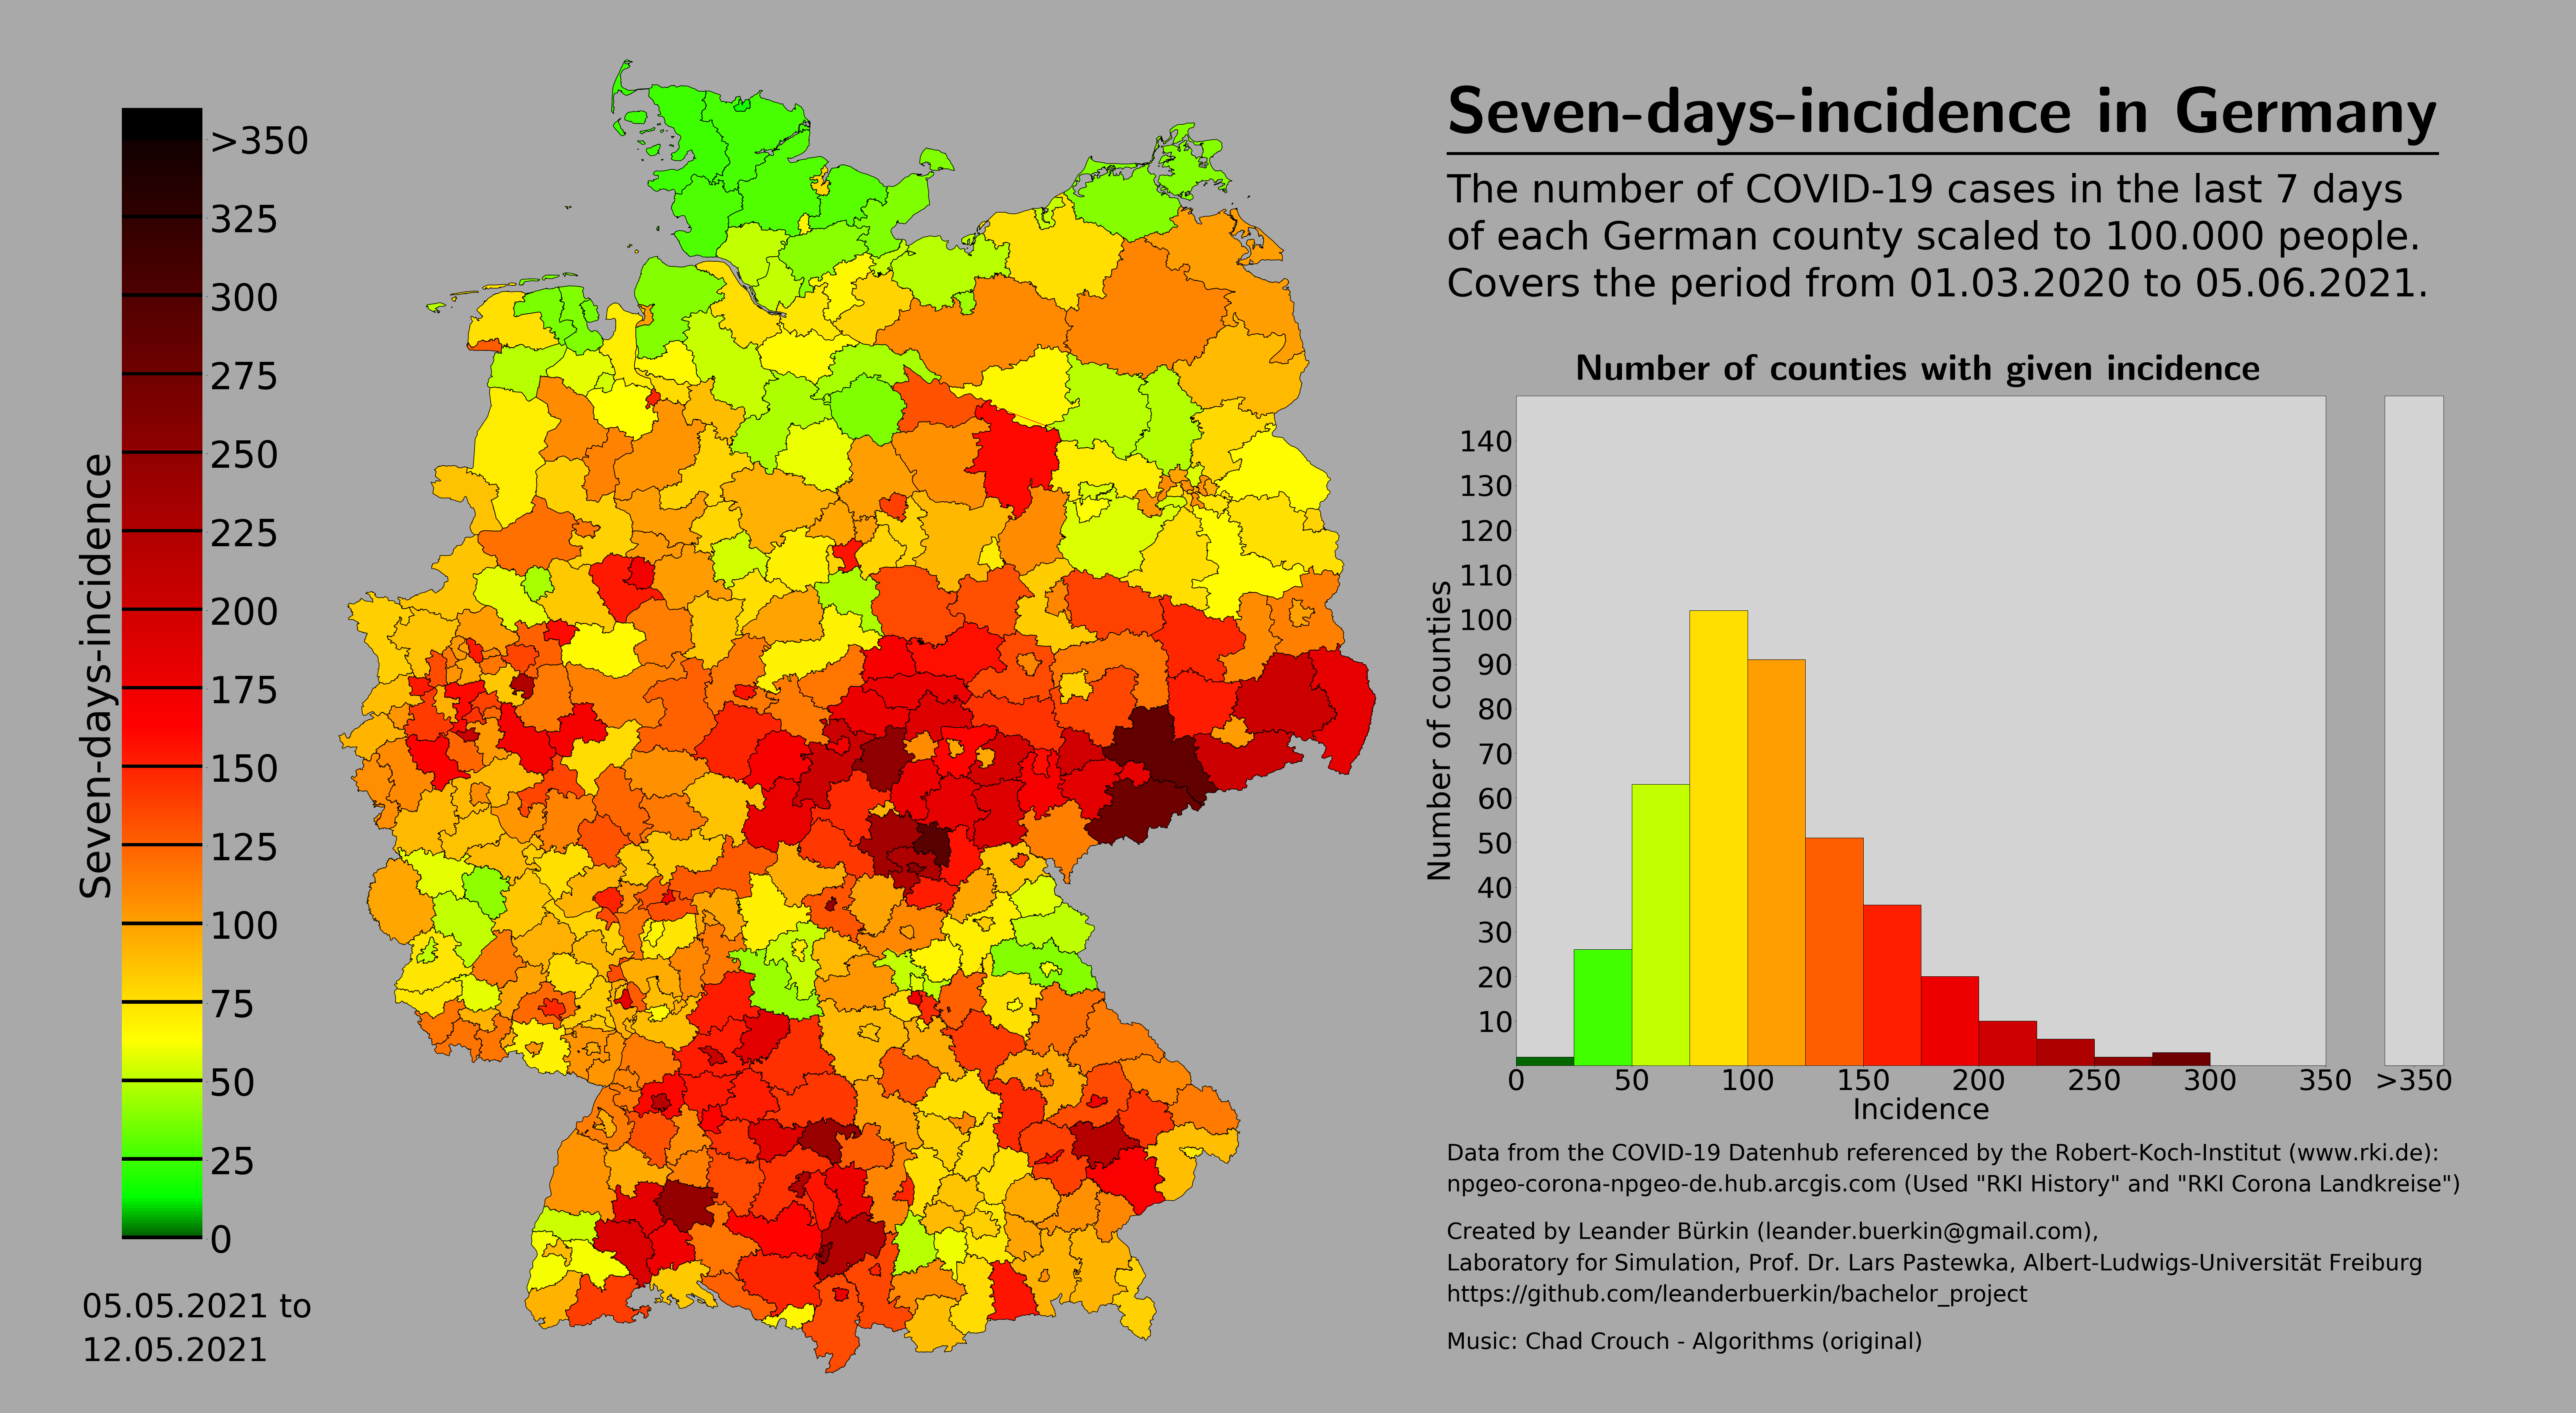 Seven-days-incidence in Germany
The number of COVID-19 cases in the last 7 days
of each German county scaled to 100.000 people.
Covers the period from 01.03.2020 to 05.06.2021.
>350
325
300
275
250
225
200
175
150
125
100
75
50
25
0
Seven-days-incidence
05.05.2021 to
12.05.2021
Number of counties with given incidence
140
130
120
110
100
90
80
70
60
50
40
30
20
10
Number of counties
0 50 100 150 200 250 300 350 >350
Incidence
Data from the COVID-19 Datenhub referenced by the Robert-Koch-Institut (www.rki.de):
npgeo-corona-npgeo-de.hub.arcgis.com (Used "RKI History" and "RKI Corona Landkreise")
Created by Leander Bürkin (leander.buerkin@gmail.com),
Laboratory for Simulation, Prof. Dr. Lars Pastewka, Albert-Ludwigs-Universität Freiburg
https://github.com/leanderbuerkin/bachelor_project
Music: Chad Crouch - Algorithms (original)